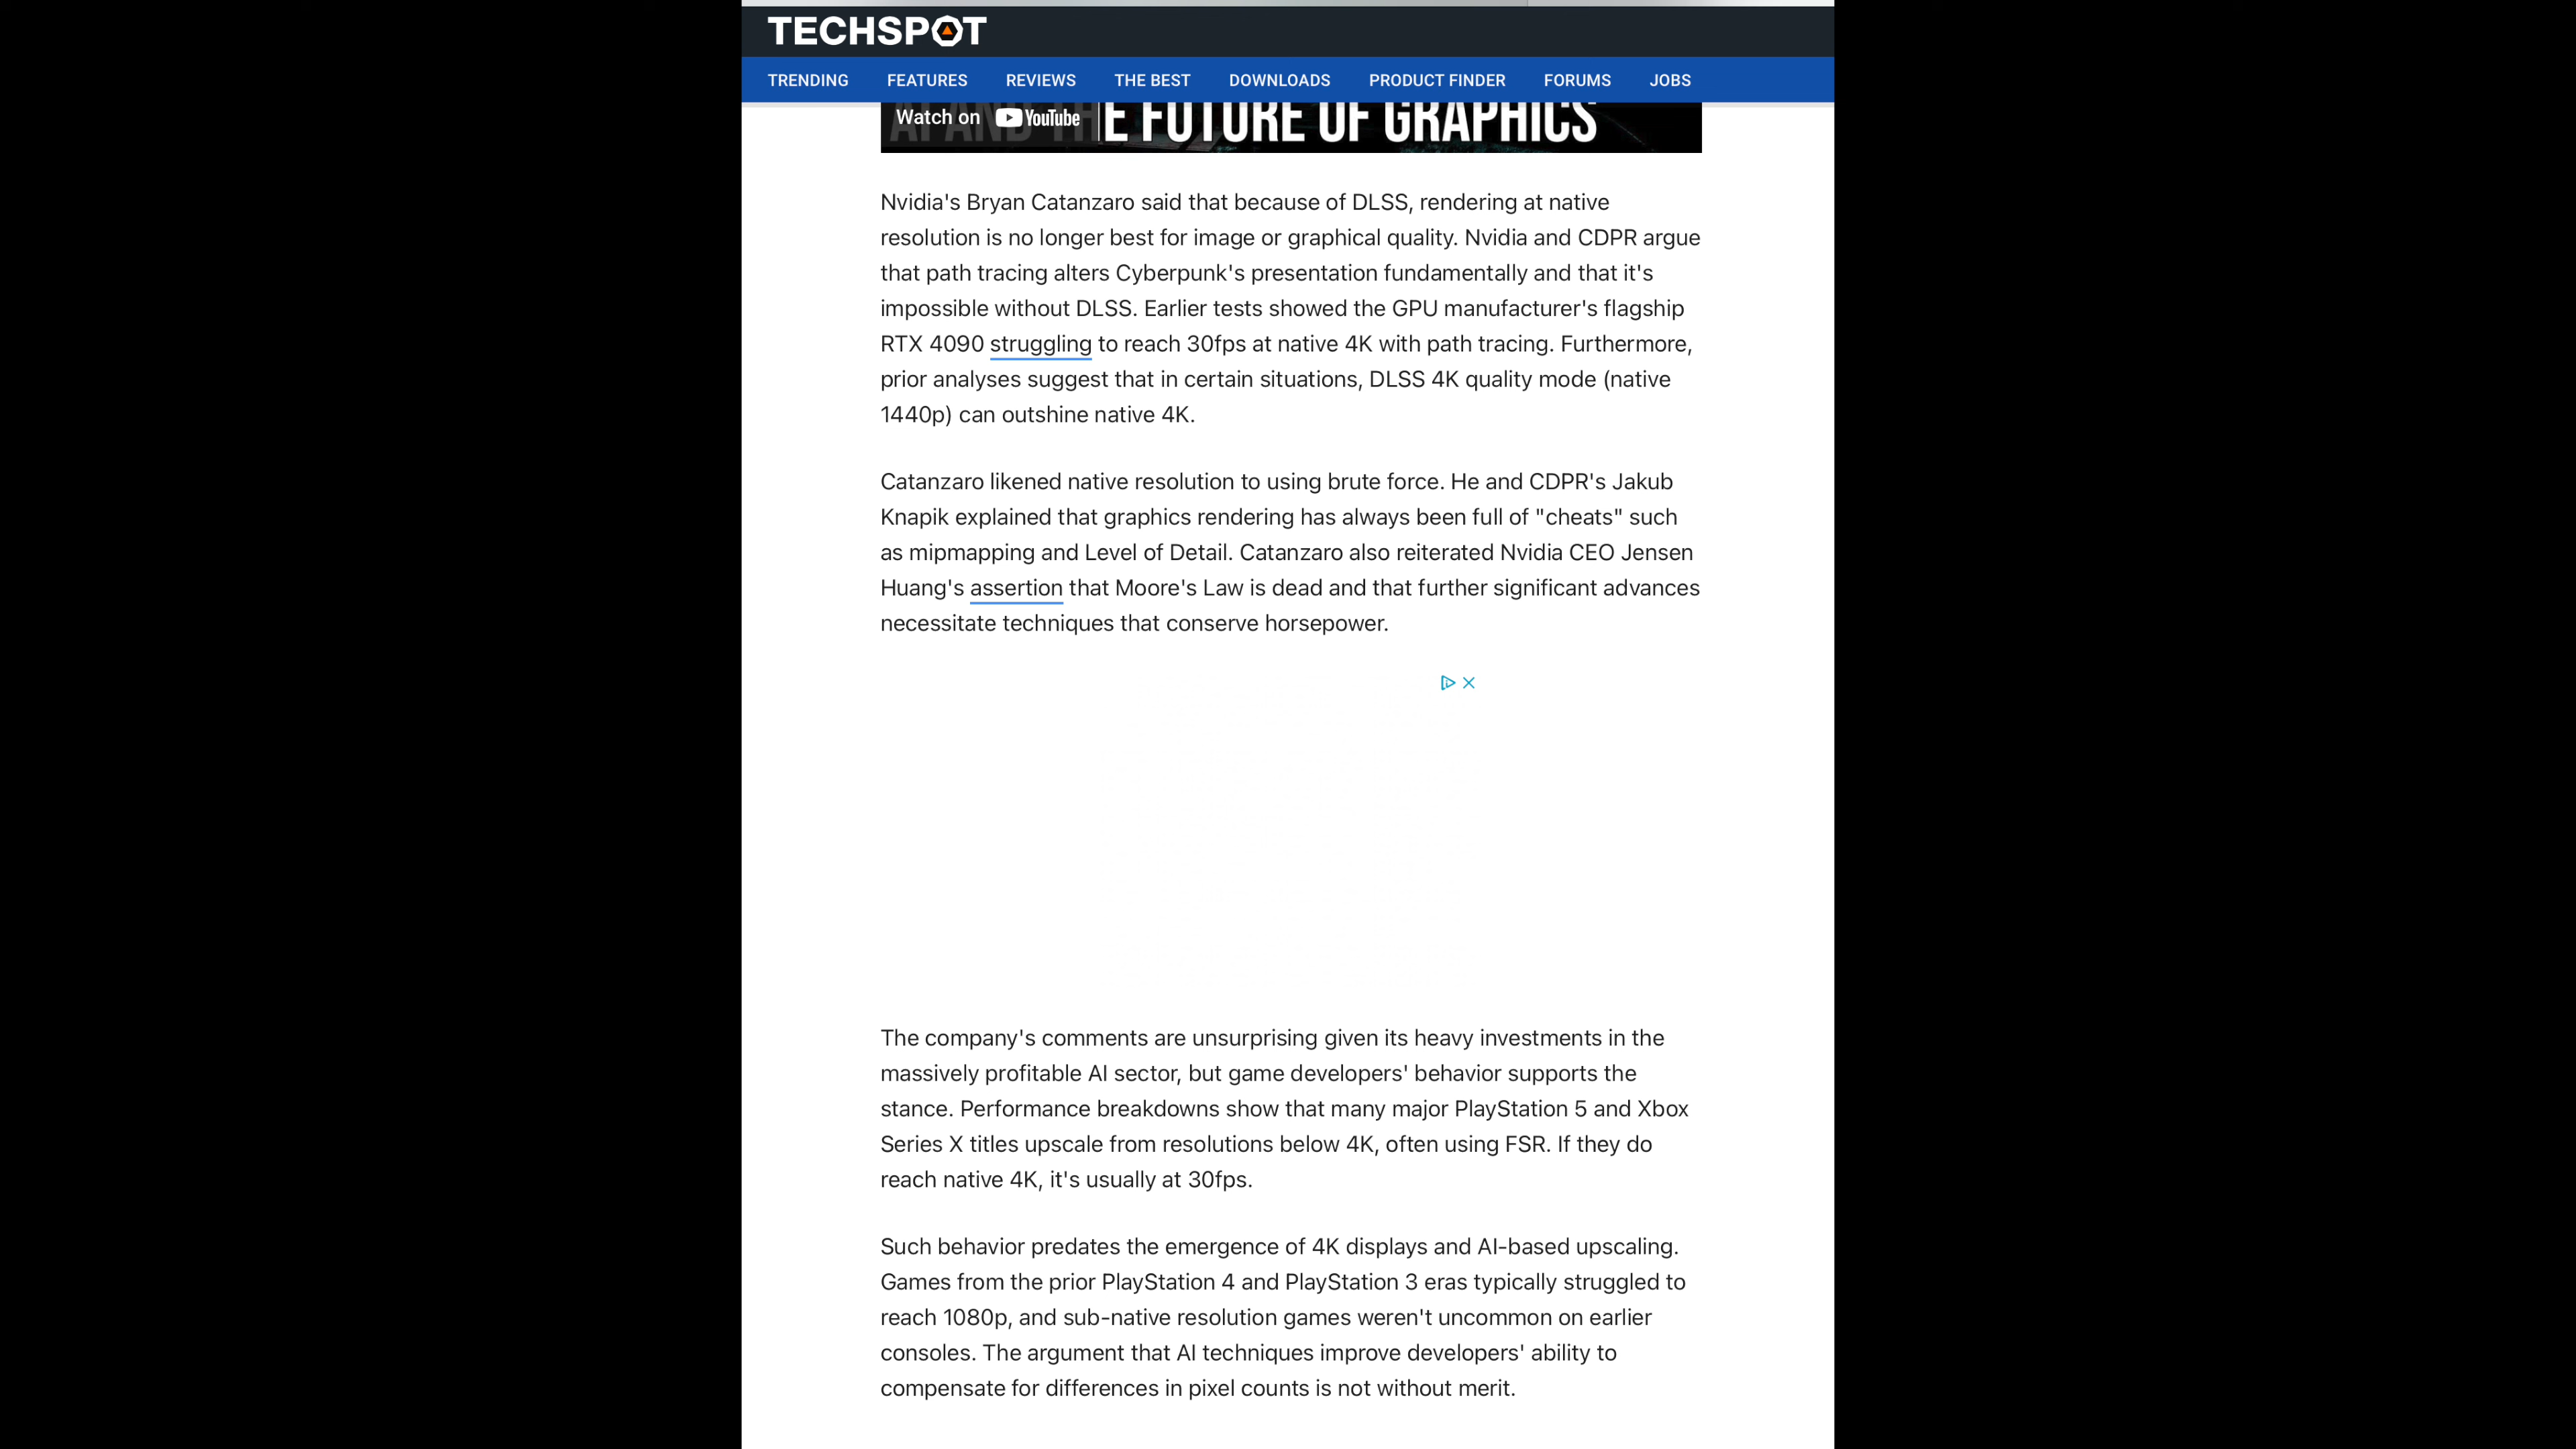 TECHSPOT
TRENDING FEATURES REVIEWS THE BEST DOWNLOADS PRODUCT FINDER FORUMS JOBS
AI AND THE FUTURE OF GRAPHICS
Watch on YouTube
Nvidia's Bryan Catanzaro said that because of DLSS, rendering at native
resolution is no longer best for image or graphical quality. Nvidia and CDPR argue
that path tracing alters Cyberpunk's presentation fundamentally and that it's
impossible without DLSS. Earlier tests showed the GPU manufacturer's flagship
RTX 4090 struggling to reach 30fps at native 4K with path tracing. Furthermore,
prior analyses suggest that in certain situations, DLSS 4K quality mode (native
1440p) can outshine native 4K.
Catanzaro likened native resolution to using brute force. He and CDPR's Jakub
Knapik explained that graphics rendering has always been full of "cheats" such
as mipmapping and Level of Detail. Catanzaro also reiterated Nvidia CEO Jensen
Huang's assertion that Moore's Law is dead and that further significant advances
necessitate techniques that conserve horsepower.
The company's comments are unsurprising given its heavy investments in the
massively profitable AI sector, but game developers' behavior supports the
stance. Performance breakdowns show that many major PlayStation 5 and Xbox
Series X titles upscale from resolutions below 4K, often using FSR. If they do
reach native 4K, it's usually at 30fps.
Such behavior predates the emergence of 4K displays and AI-based upscaling.
Games from the prior PlayStation 4 and PlayStation 3 eras typically struggled to
reach 1080p, and sub-native resolution games weren't uncommon on earlier
consoles. The argument that AI techniques improve developers' ability to
compensate for differences in pixel counts is not without merit.